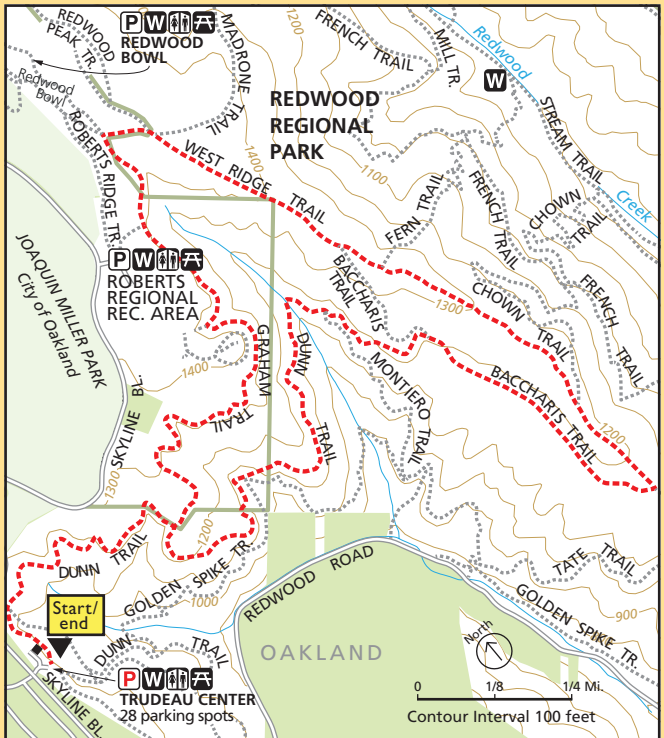 REDWOOD
PEAK TR.
P W
REDWOOD
BOWL
Redwood
Bowl
MADRONE TRAIL
1200
FRENCH TRAIL
MILL TR.
Redwood
W
REDWOOD
REGIONAL
PARK
1400
1100
STREAM TRAIL
Creek
ROBERTS RIDGE TR.
WEST RIDGE TRAIL
FERN TRAIL
FRENCH TRAIL
CHOWN
TRAIL
JOAQUIN MILLER PARK
City of Oakland
P W
ROBERTS
REGIONAL
REC. AREA
BACCHARIS
TRAIL
1300
CHOWN TRAIL
FRENCH TRAIL
1400
GRAHAM
TRAIL
DUNN
TRAIL
MONTIERO TRAIL
BACCHARIS TRAIL
1200
SKYLINE BL.
1300
1200
DUNN TRAIL
GOLDEN SPIKE TR.
1000
REDWOOD ROAD
TATE TRAIL
900
GOLDEN SPIKE TR.
Start/
end
DUNN TRAIL
OAKLAND
North
P W
TRUDEAU CENTER
28 parking spots
SKYLINE BL.
0 1/8 1/4 Mi.
Contour Interval 100 feet